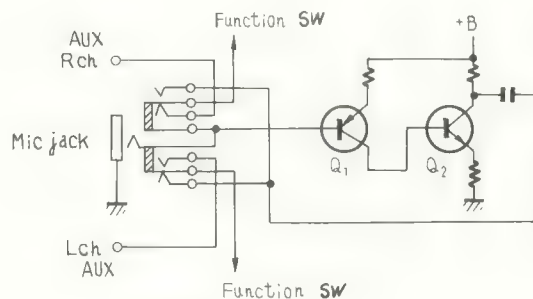 Function SW
+B
AUX
Rch
Mic jack
Q1
Q2
Lch
AUX
Function SW